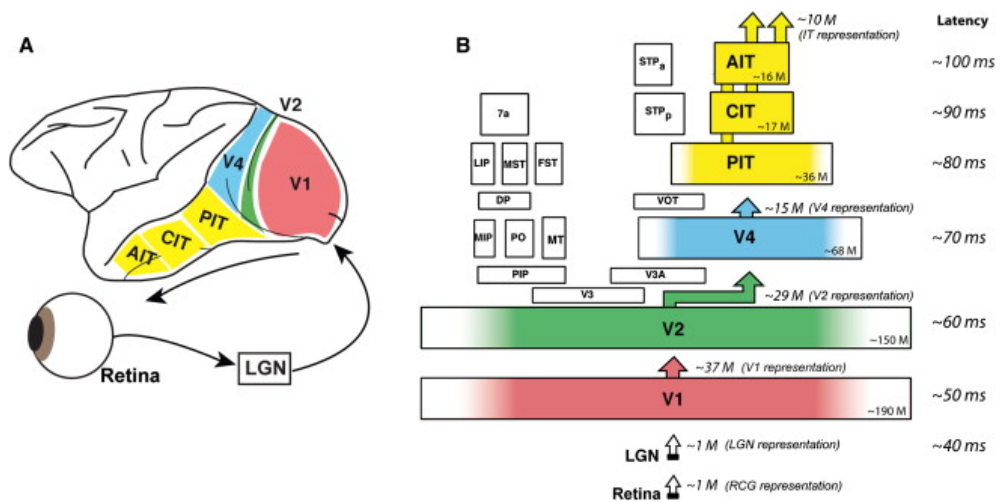 A
V2
V4
V1
PIT
CIT
AIT
Retina
LGN
B
Latency
~10 M
(IT representation)
STPa
AIT
~16 M
~100 ms
7a
STPp
CIT
~17 M
~90 ms
LIP
MST
FST
PIT
~36 M
~80 ms
DP
VOT
~15 M (V4 representation)
MIP
PO
MT
V4
~68 M
~70 ms
PIP
V3A
V3
~29 M (V2 representation)
V2
~150 M
~60 ms
~37 M (V1 representation)
V1
~190 M
~50 ms
LGN
~1 M (LGN representation)
~40 ms
Retina
~1 M (RCG representation)